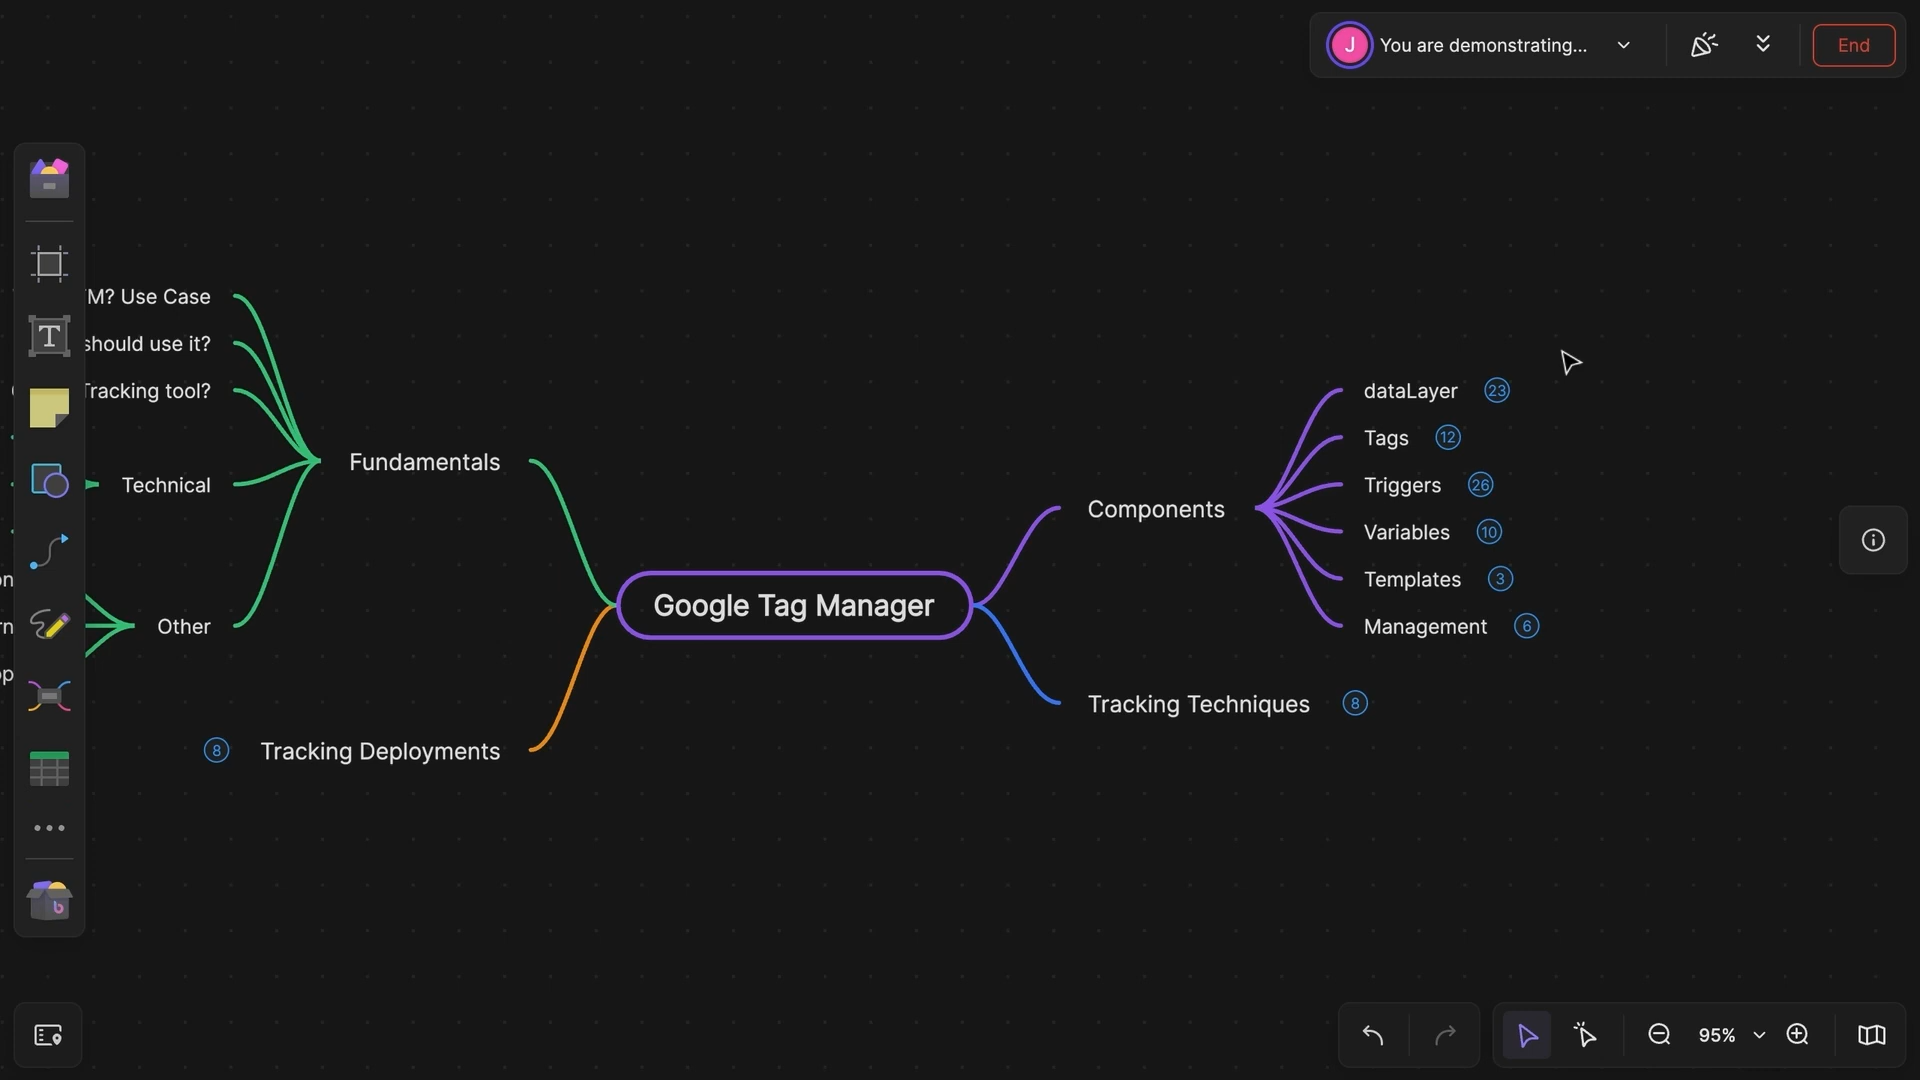 J You are demonstrating... End
M? Use Case
should use it?
Tracking tool?
Technical
Other
Fundamentals
8 Tracking Deployments
Google Tag Manager
Components
dataLayer 23
Tags 12
Triggers 26
Variables 10
Templates 3
Management 6
Tracking Techniques 8
T
b
95%